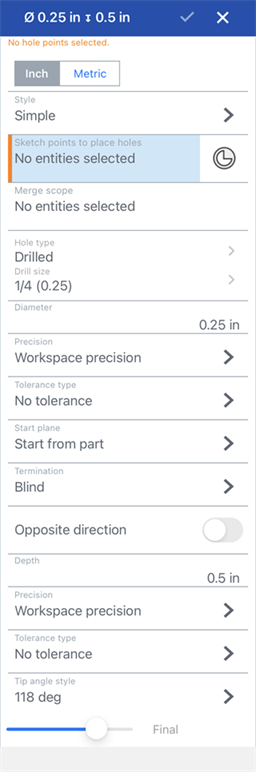 Ø 0.25 in ↧ 0.5 in
No hole points selected.
Inch Metric
Style
Simple
Sketch points to place holes
No entities selected
Merge scope
No entities selected
Hole type
Drilled
Drill size
1/4 (0.25)
Diameter
0.25 in
Precision
Workspace precision
Tolerance type
No tolerance
Start plane
Start from part
Termination
Blind
Opposite direction
Depth
0.5 in
Precision
Workspace precision
Tolerance type
No tolerance
Tip angle style
118 deg
Final